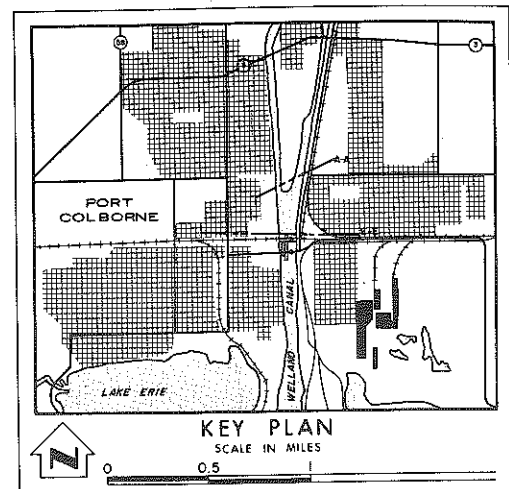 58
3
3
A-A
PORT
COLBORNE
CANAL
WELLAND
LAKE ERIE
KEY PLAN
SCALE IN MILES
N
0 0.5 1